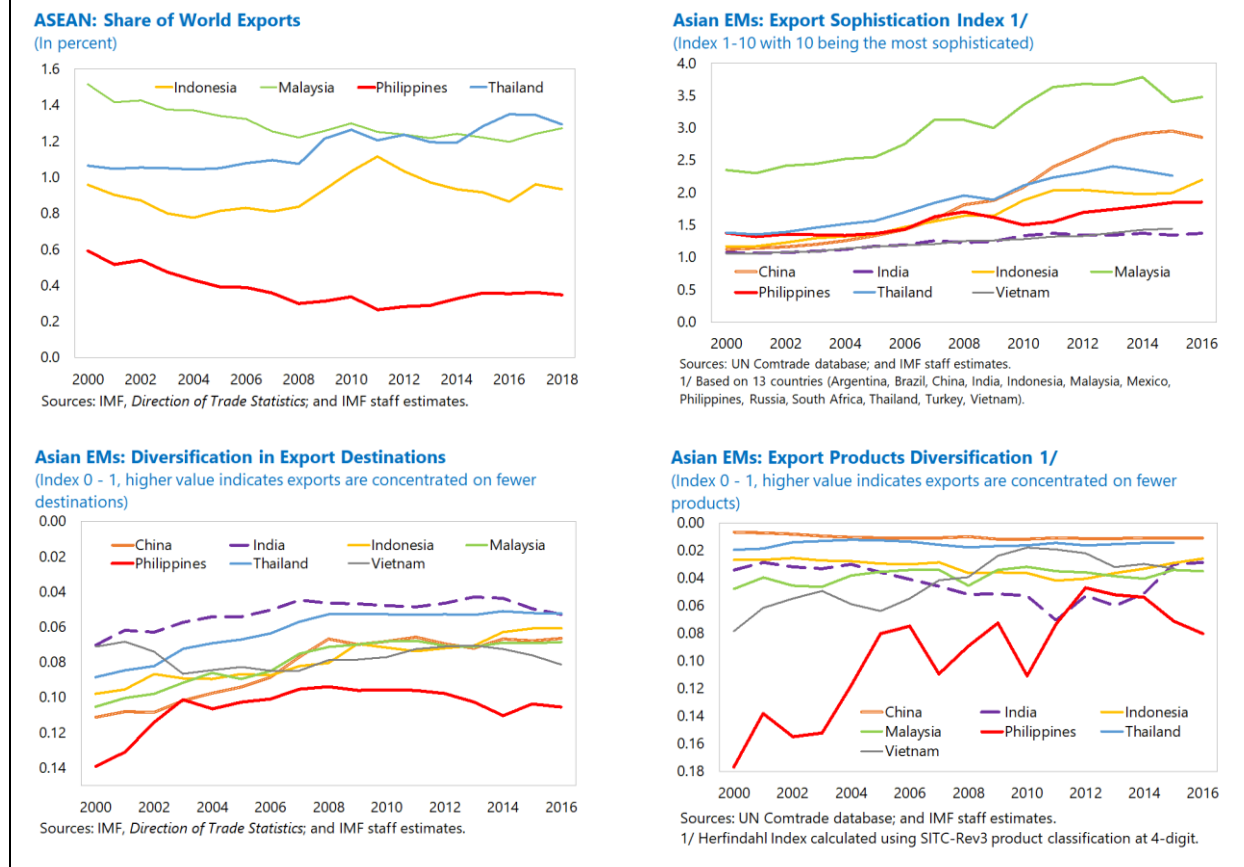 ASEAN: Share of World Exports
(In percent)
1.6
1.4
1.2
1.0
0.8
0.6
0.4
0.2
0.0
Indonesia Malaysia Philippines Thailand
2000 2002 2004 2006 2008 2010 2012 2014 2016 2018
Sources: IMF, Direction of Trade Statistics; and IMF staff estimates.
Asian EMs: Export Sophistication Index 1/
(Index 1-10 with 10 being the most sophisticated)
4.0
3.5
3.0
2.5
2.0
1.5
1.0
0.5
0.0
China India Indonesia Malaysia
Philippines Thailand Vietnam
2000 2002 2004 2006 2008 2010 2012 2014 2016
Sources: UN Comtrade database; and IMF staff estimates.
1/ Based on 13 countries (Argentina, Brazil, China, India, Indonesia, Malaysia, Mexico,
Philippines, Russia, South Africa, Thailand, Turkey, Vietnam).
Asian EMs: Diversification in Export Destinations
(Index 0 - 1, higher value indicates exports are concentrated on fewer
destinations)
0.00
0.02
0.04
0.06
0.08
0.10
0.12
0.14
China India Indonesia Malaysia
Philippines Thailand Vietnam
2000 2002 2004 2006 2008 2010 2012 2014 2016
Sources: IMF, Direction of Trade Statistics; and IMF staff estimates.
Asian EMs: Export Products Diversification 1/
(Index 0 - 1, higher value indicates exports are concentrated on fewer
products)
0.00
0.02
0.04
0.06
0.08
0.10
0.12
0.14
0.16
0.18
China India Indonesia
Malaysia Philippines Thailand
Vietnam
2000 2002 2004 2006 2008 2010 2012 2014 2016
Sources: UN Comtrade database; and IMF staff estimates.
1/ Herfindahl Index calculated using SITC-Rev3 product classification at 4-digit.